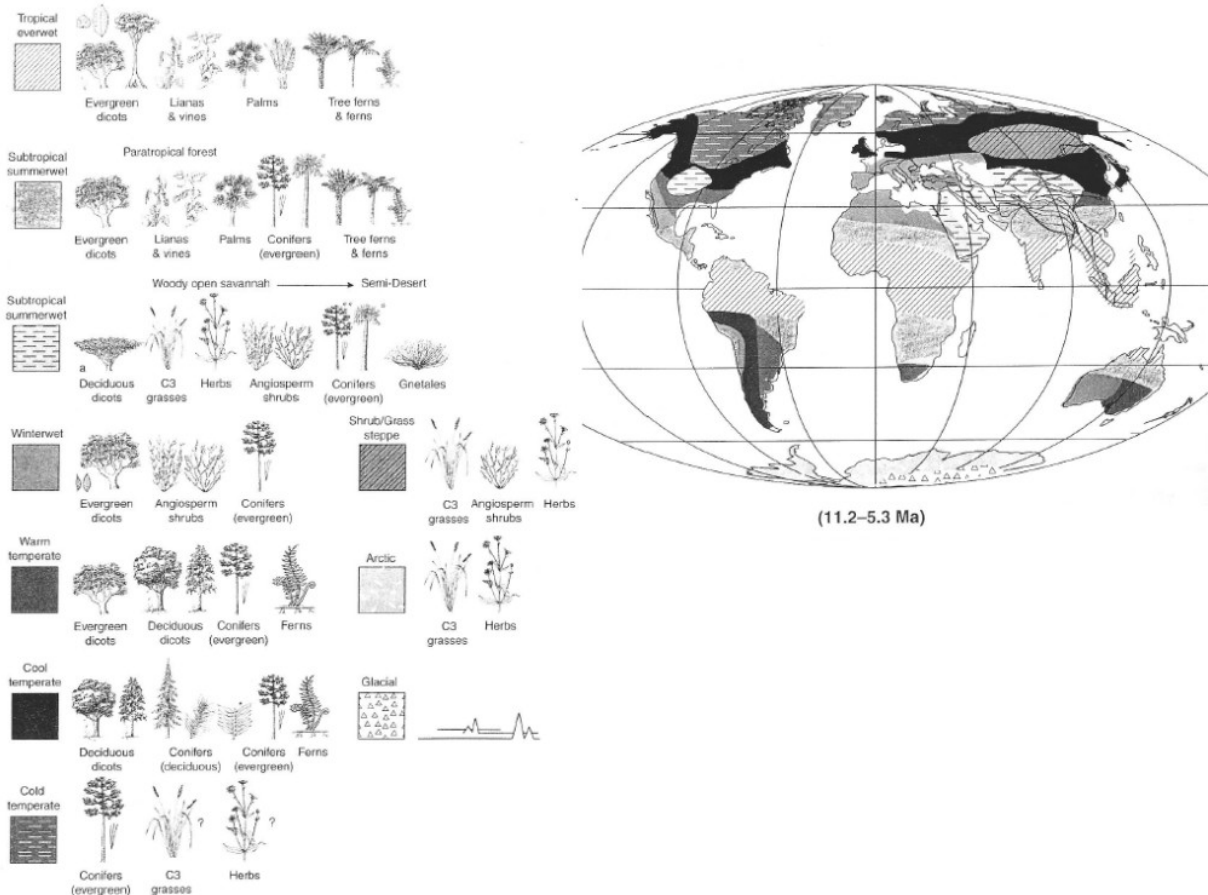 Tropical
everwet
Evergreen
dicots
Lianas
& vines
Palms
Tree ferns
& ferns
Subtropical
summerwet
Paratropical forest
Evergreen
dicots
Lianas
& vines
Palms
Conifers
(evergreen)
Tree ferns
& ferns
Woody open savannah
Semi-Desert
Subtropical
summerwet
a
Deciduous
dicots
C3
grasses
Herbs
Angiosperm
shrubs
Conifers
(evergreen)
Gnetales
Winterwet
Evergreen
dicots
Angiosperm
shrubs
Conifers
(evergreen)
Shrub/Grass
steppe
C3
grasses
Angiosperm
shrubs
Herbs
Warm
temperate
Evergreen
dicots
Deciduous
dicots
Conifers
(evergreen)
Ferns
Arctic
C3
grasses
Herbs
Cool
temperate
Deciduous
dicots
Conifers
(deciduous)
Conifers
(evergreen)
Ferns
Glacial
Cold
temperate
Conifers
(evergreen)
?
C3
grasses
?
Herbs
(11.2–5.3 Ma)